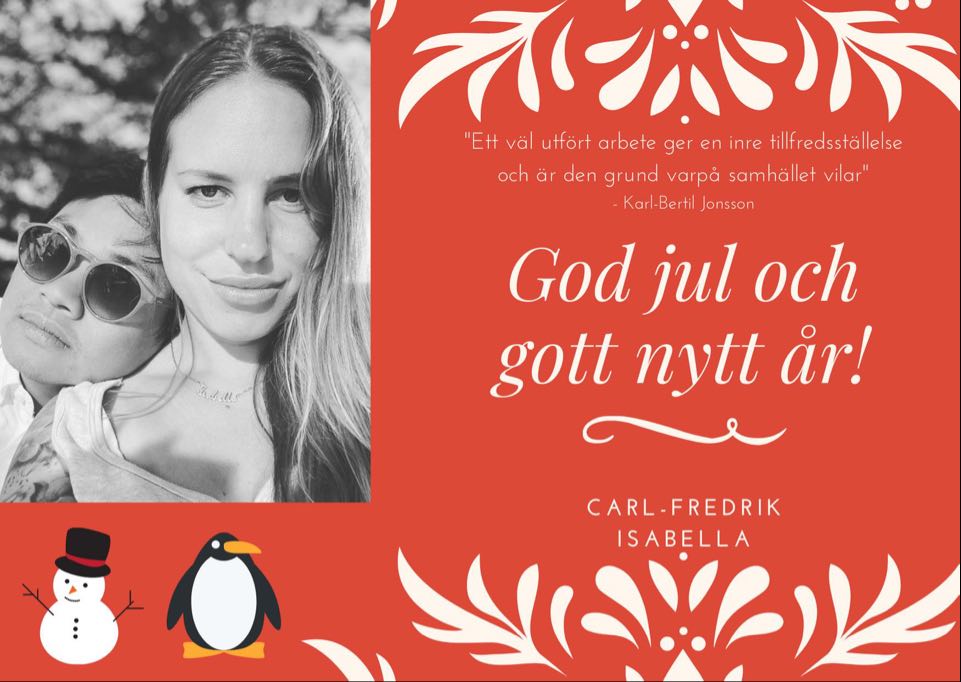 "Ett väl utfört arbete ger en inre tillfredsställelse
och är den grund varpå samhället vilar"
- Karl-Bertil Jonsson
God jul och
gott nytt år!
CARL-FREDRIK
ISABELLA